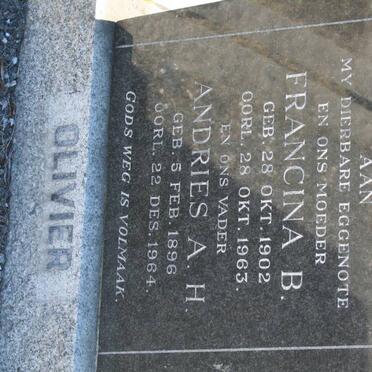 AAN
MY DIERBARE EGGENOTE
EN ONS MOEDER
FRANCINA B.
GEB. 28 OKT. 1902
OORL. 28 OKT. 1963.
EN ONS VADER
ANDRIES A. H.
GEB. 5 FEB. 1896
OORL. 22 DES. 1964.
GODS WEG IS VOLMAAK.
OLIVIER